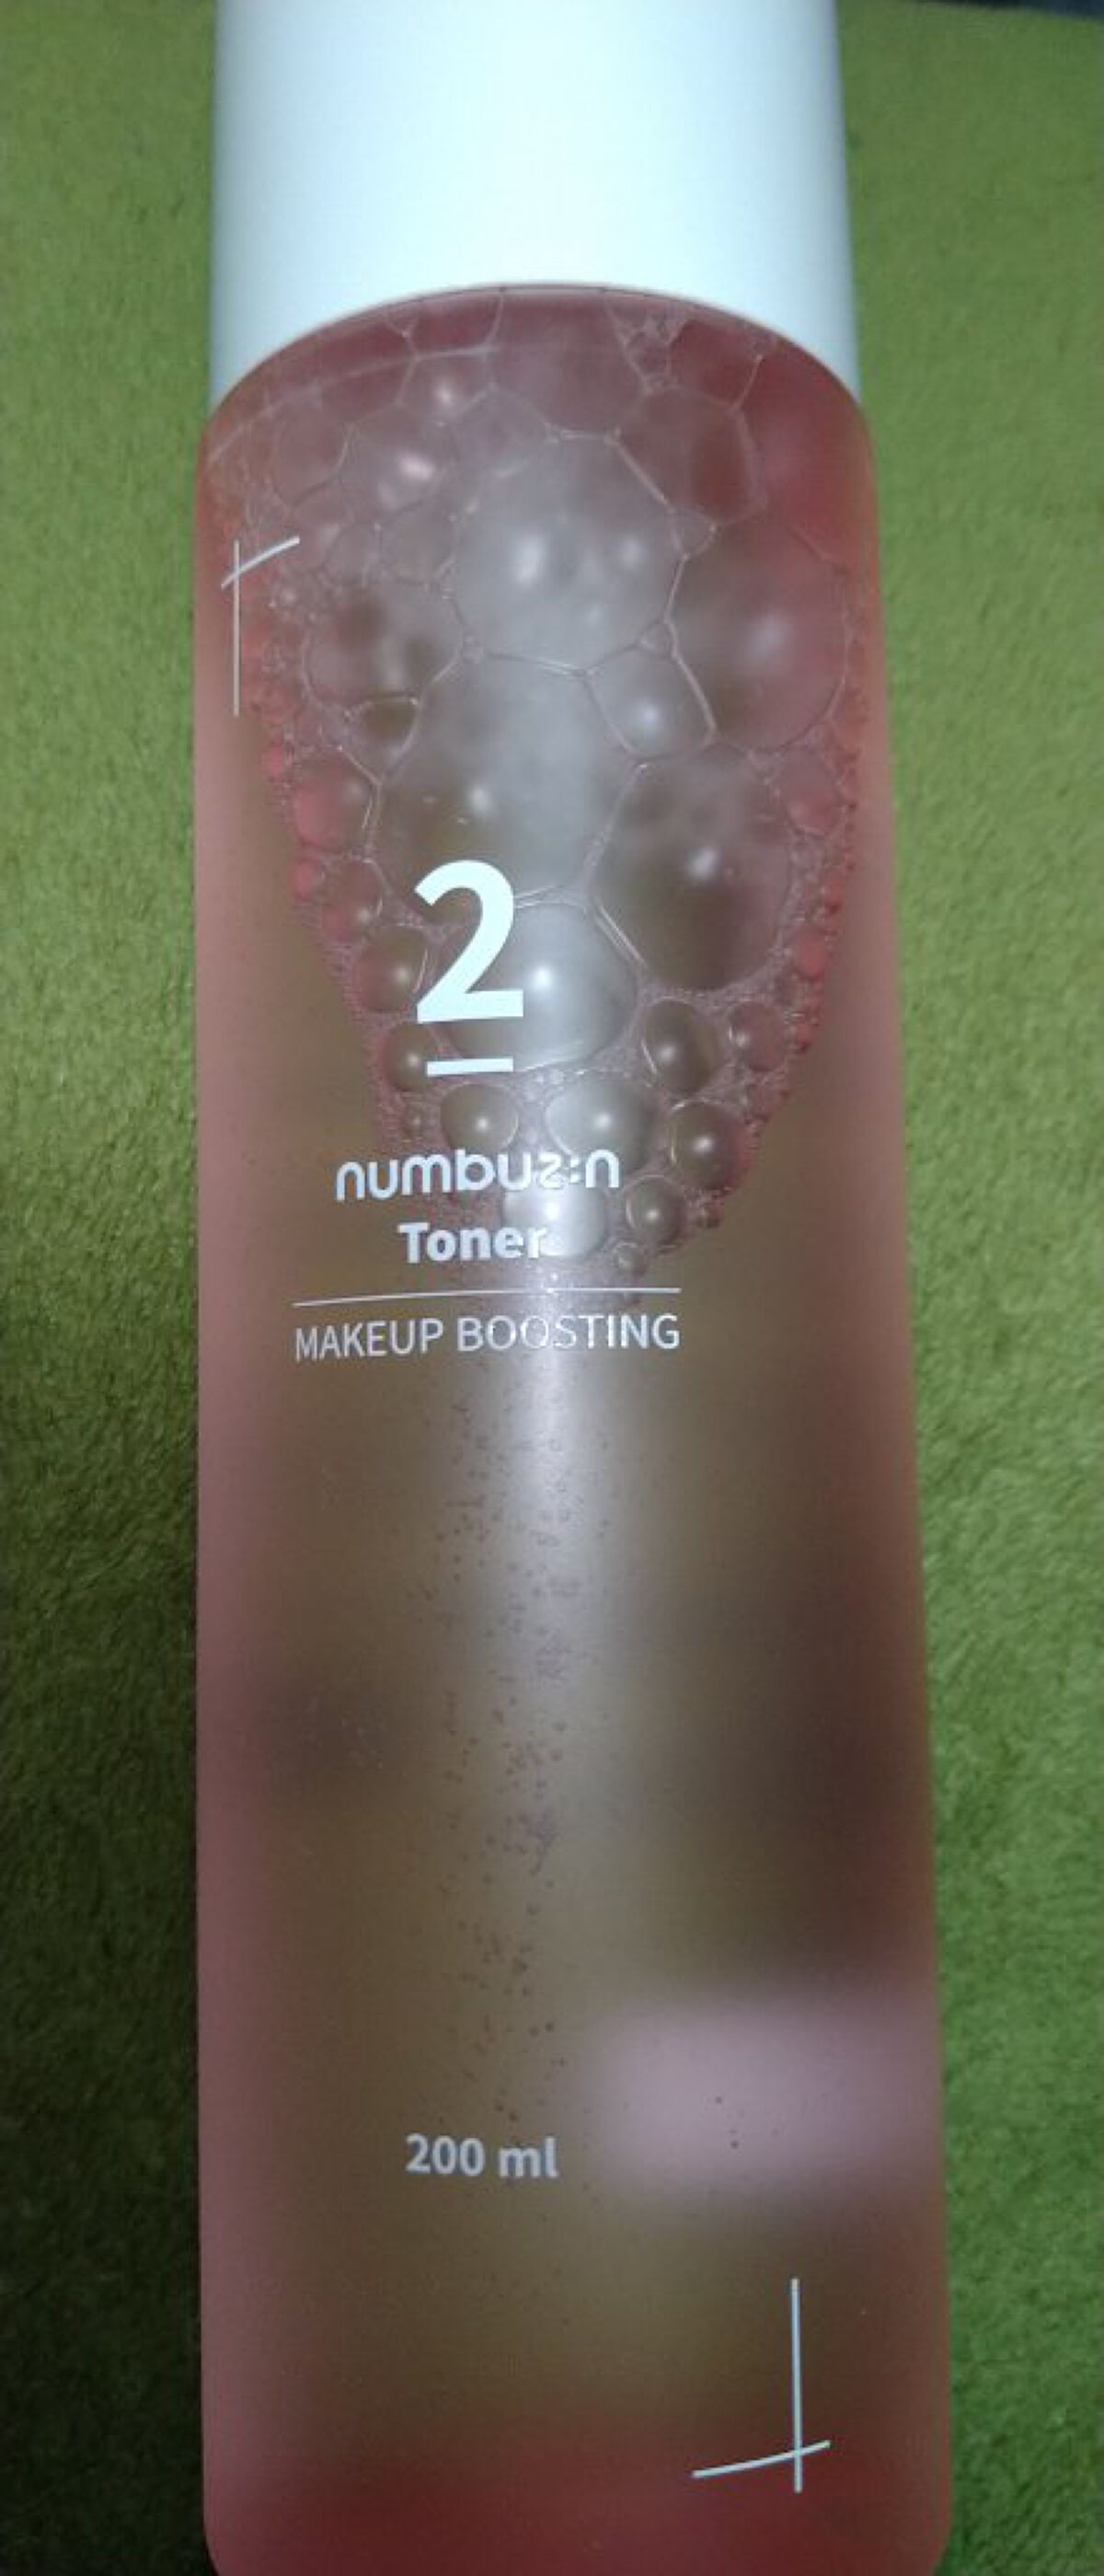 2
numbuz:n
Toner
MAKEUP BOOSTING
200 ml